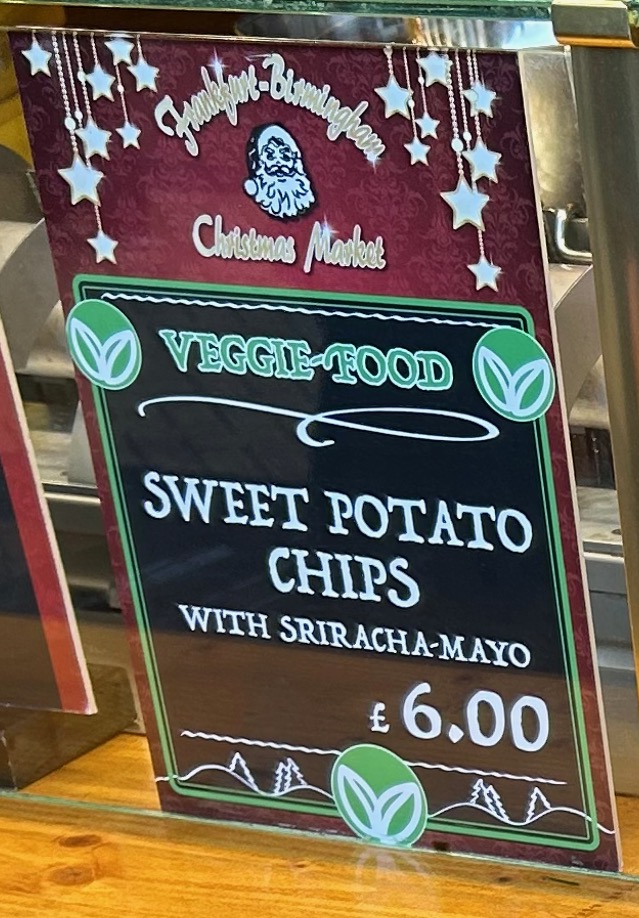 Frankfurt-Birmingham
Christmas Market
VEGGIE-FOOD
SWEET POTATO
CHIPS
WITH SRIRACHA-MAYO
£ 6.00